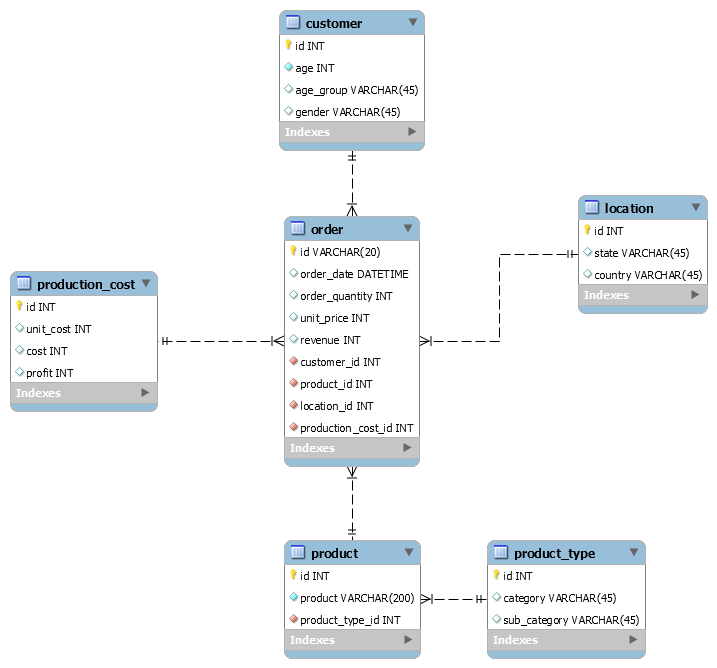 customer
id INT
age INT
age_group VARCHAR(45)
gender VARCHAR(45)
Indexes
order
id VARCHAR(20)
order_date DATETIME
order_quantity INT
unit_price INT
revenue INT
customer_id INT
product_id INT
location_id INT
production_cost_id INT
Indexes
location
id INT
state VARCHAR(45)
country VARCHAR(45)
Indexes
production_cost
id INT
unit_cost INT
cost INT
profit INT
Indexes
product
id INT
product VARCHAR(200)
product_type_id INT
Indexes
product_type
id INT
category VARCHAR(45)
sub_category VARCHAR(45)
Indexes